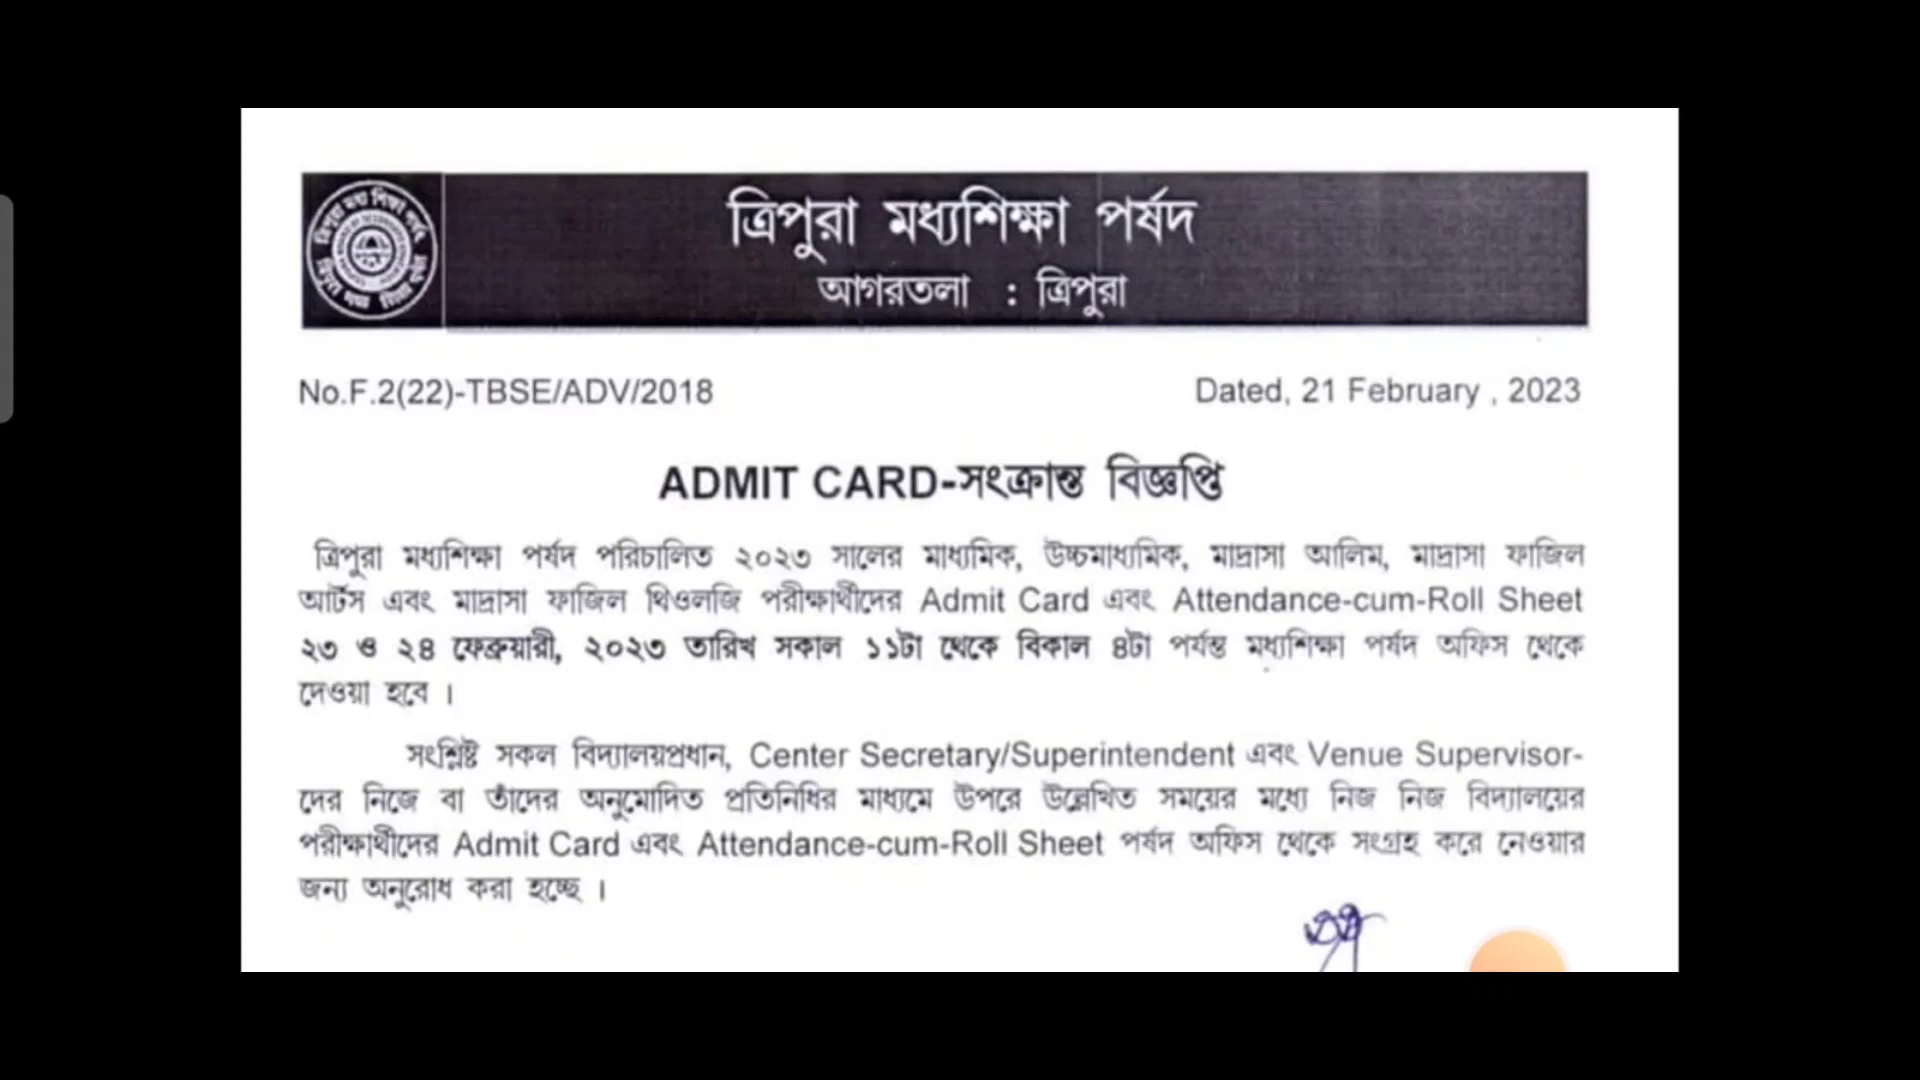 ত্রিপুরা মধ্যশিক্ষা পর্ষদ
আগরতলা : ত্রিপুরা
No.F.2(22)-TBSE/ADV/2018 Dated, 21 February , 2023
ADMIT CARD-সংক্রান্ত বিজ্ঞপ্তি
ত্রিপুরা মধ্যশিক্ষা পর্ষদ পরিচালিত ২০২৩ সালের মাধ্যমিক, উচ্চমাধ্যমিক, মাদ্রাসা আলিম, মাদ্রাসা ফাজিল
আর্টস এবং মাদ্রাসা ফাজিল থিওলজি পরীক্ষার্থীদের Admit Card এবং Attendance-cum-Roll Sheet
২৩ ও ২৪ ফেব্রুয়ারী, ২০২৩ তারিখ সকাল ১১টা থেকে বিকাল ৪টা পর্যন্ত মধ্যশিক্ষা পর্ষদ অফিস থেকে
দেওয়া হবে ।
সংশ্লিষ্ট সকল বিদ্যালয়প্রধান, Center Secretary/Superintendent এবং Venue Supervisor-
দের নিজে বা তাঁদের অনুমোদিত প্রতিনিধির মাধ্যমে উপরে উল্লেখিত সময়ের মধ্যে নিজ নিজ বিদ্যালয়ের
পরীক্ষার্থীদের Admit Card এবং Attendance-cum-Roll Sheet পর্ষদ অফিস থেকে সংগ্রহ করে নেওয়ার
জন্য অনুরোধ করা হচ্ছে ।